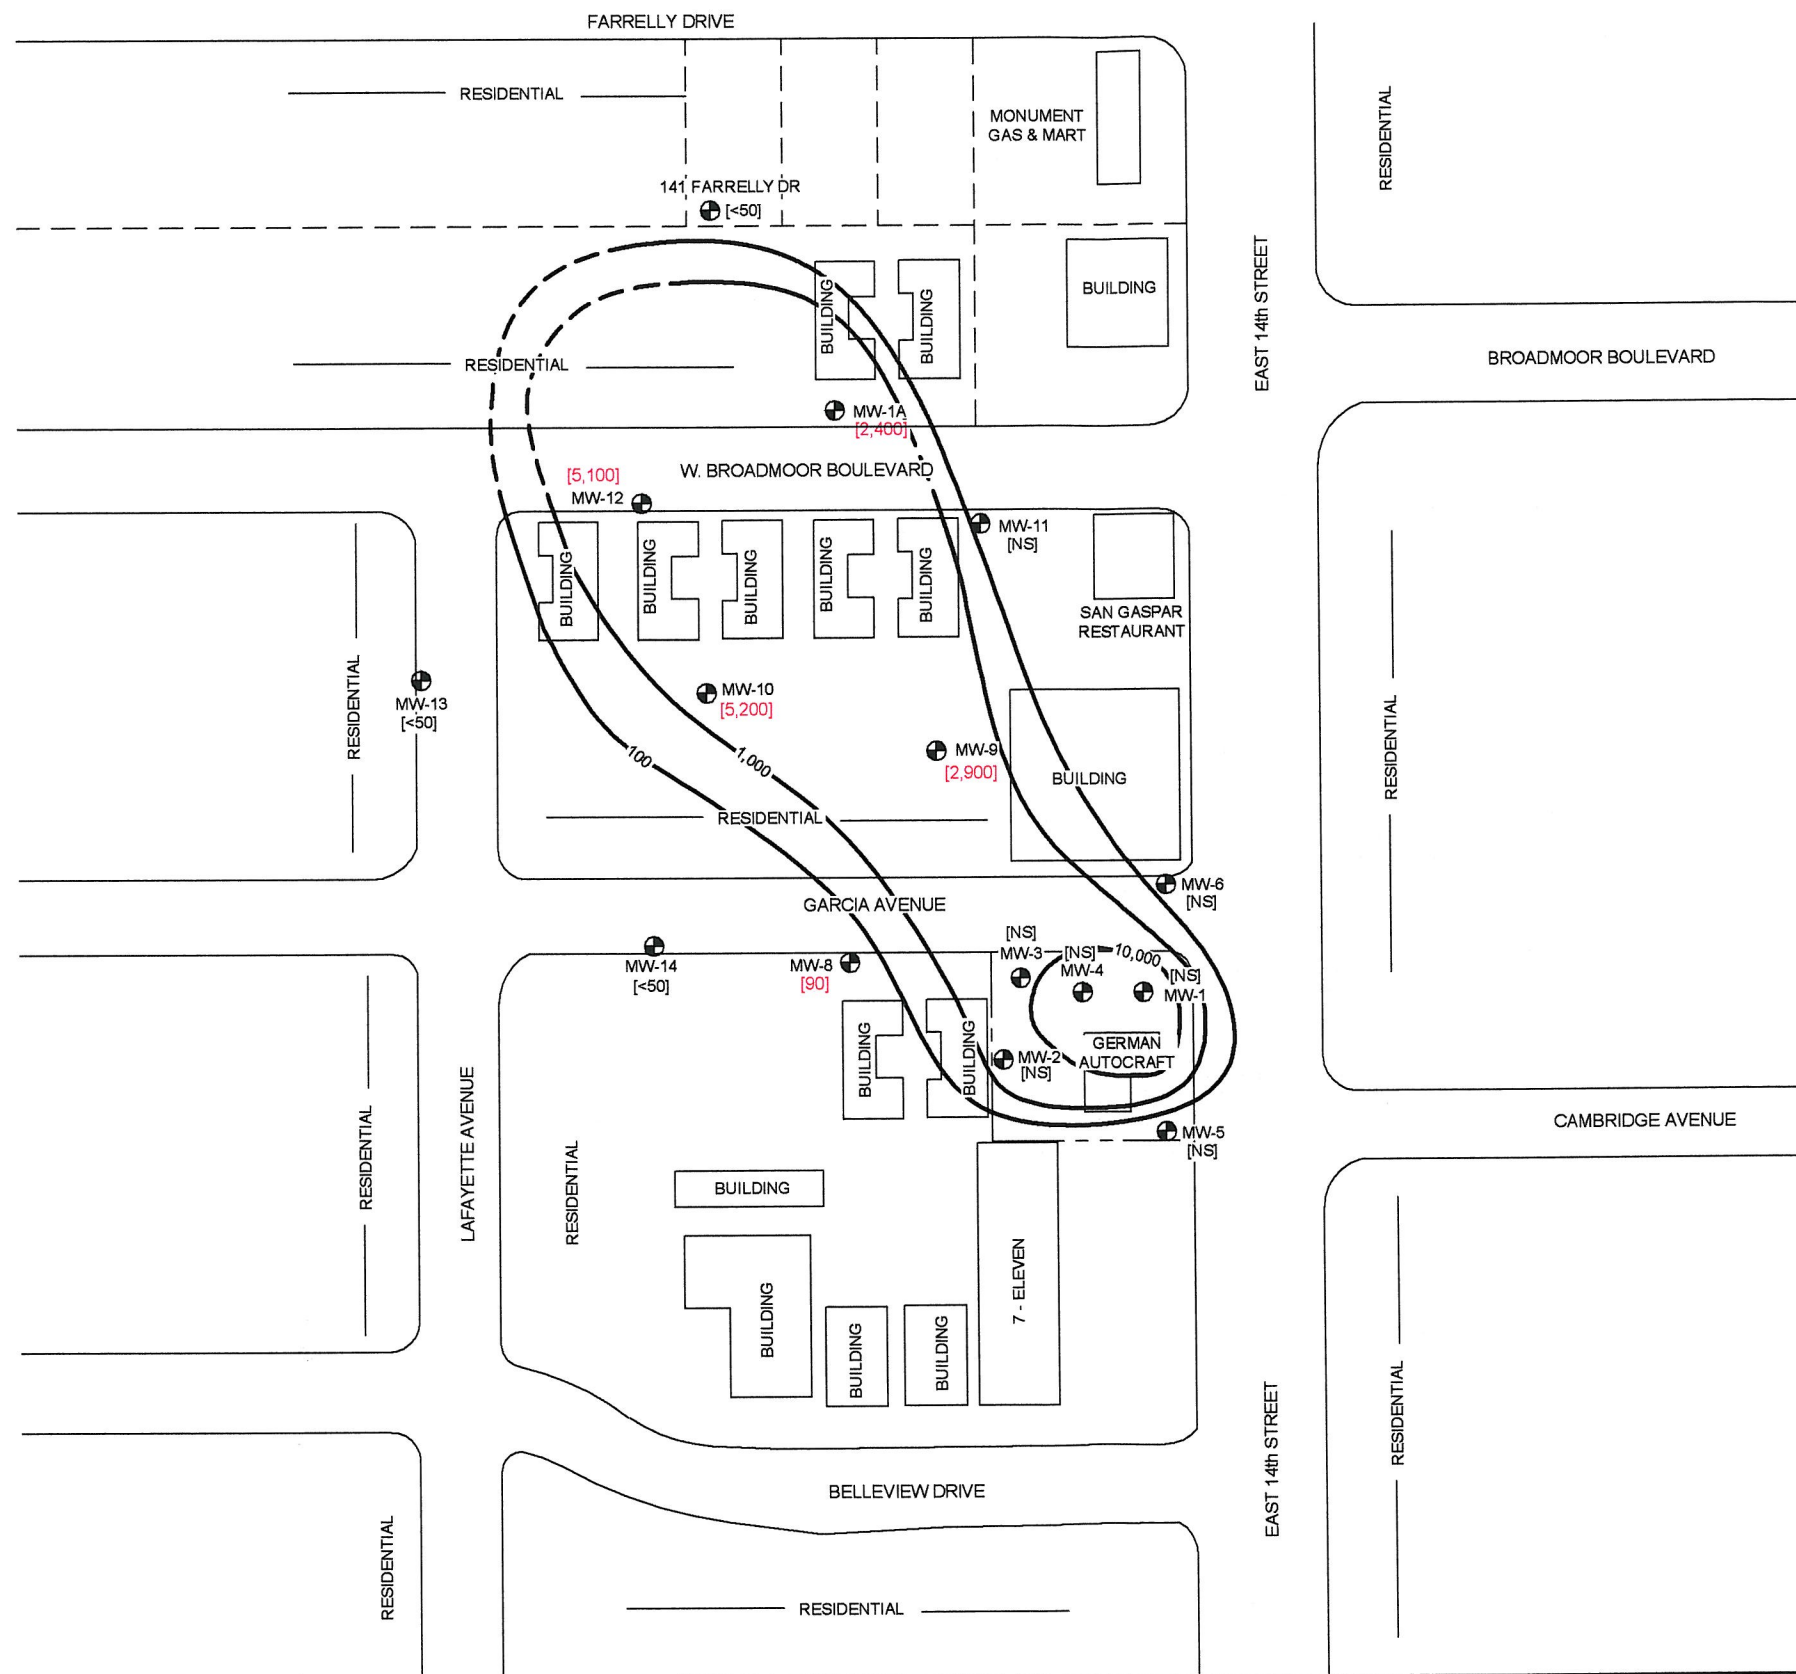 FARRELLY DRIVE
RESIDENTIAL
MONUMENT
GAS & MART
RESIDENTIAL
141 FARRELLY DR
[<50]
BUILDING
BUILDING
BUILDING
EAST 14th STREET
BROADMOOR BOULEVARD
RESIDENTIAL
MW-1A
[2,400]
W. BROADMOOR BOULEVARD
[5,100]
MW-12
MW-11
[NS]
BUILDING
BUILDING
BUILDING
BUILDING
BUILDING
SAN GASPAR
RESTAURANT
RESIDENTIAL
MW-13
[<50]
MW-10
[5,200]
MW-9
[2,900]
100
1,000
BUILDING
RESIDENTIAL
RESIDENTIAL
GARCIA AVENUE
MW-6
[NS]
MW-14
[<50]
MW-8
[90]
[NS]
MW-3
[NS]
MW-4
10,000
[NS]
MW-1
GERMAN
AUTOCRAFT
MW-2
[NS]
BUILDING
BUILDING
MW-5
[NS]
CAMBRIDGE AVENUE
RESIDENTIAL
LAFAYETTE AVENUE
RESIDENTIAL
BUILDING
BUILDING
BUILDING
BUILDING
7 - ELEVEN
EAST 14th STREET
RESIDENTIAL
BELLEVIEW DRIVE
RESIDENTIAL
RESIDENTIAL